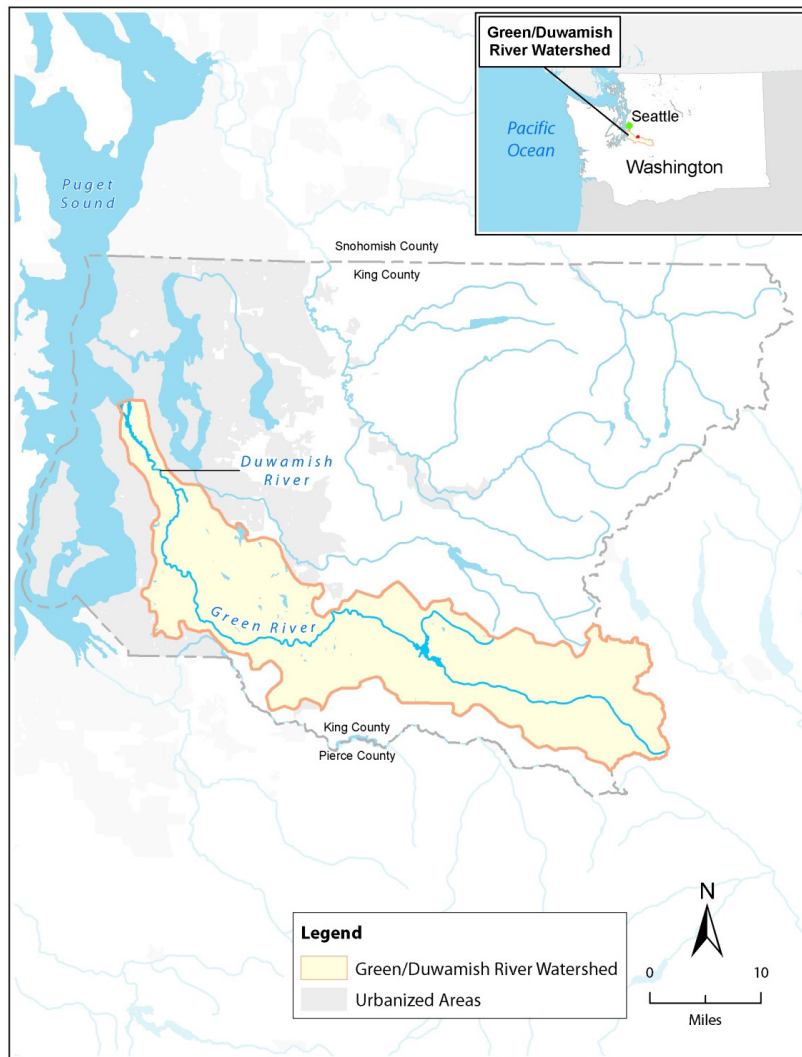 Green/Duwamish
River Watershed
Seattle
Pacific
Ocean
Washington
Puget
Sound
Snohomish County
King County
Duwamish
River
Green River
King County
Pierce County
N
Legend
Green/Duwamish River Watershed
Urbanized Areas
0 10
Miles